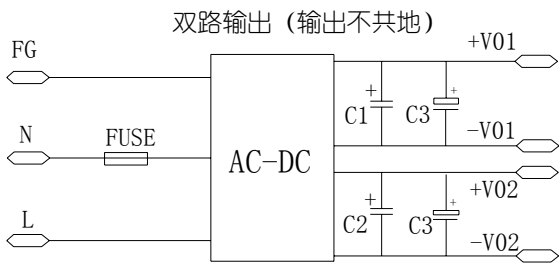 双路输出（输出不共地）
FG
+V01
C1
C3
-V01
N
FUSE
AC-DC
+V02
L
C2
C3
-V02
+
+
+
+